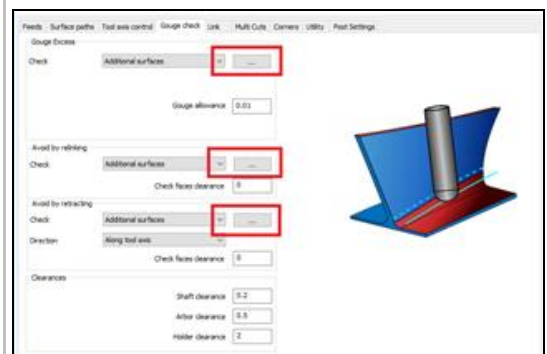 Feeds Surface paths Tool axis control Gouge check Link Multi Cuts Corners Utility Post Settings
Gouge Excess
Check Additional surfaces ...
Gouge allowance 0.01
Avoid by relinking
Check Additional surfaces ...
Check faces clearance 0
Avoid by retracting
Check Additional surfaces ...
Direction Along tool axis
Check faces clearance 0
Clearances
Shaft clearance 0.2
Arbor clearance 0.5
Holder clearance 2